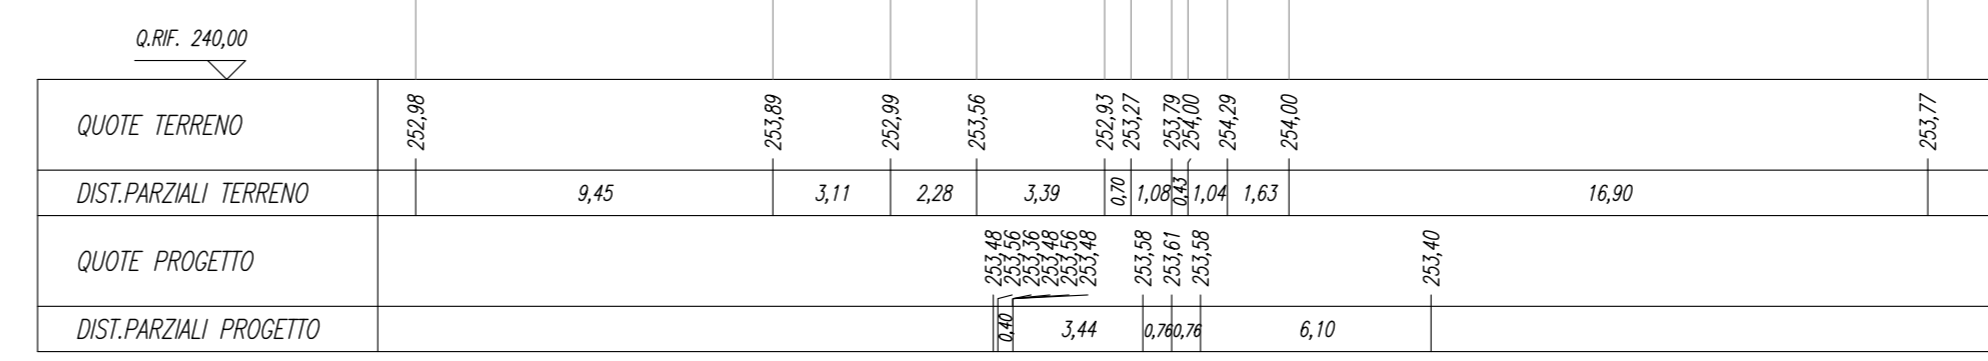 Q.RIF. 240,00
QUOTE TERRENO 252,98 253,89 252,99 253,56 252,93 253,27 253,79 254,00 254,29 254,00 253,77
DIST.PARZIALI TERRENO 9,45 3,11 2,28 3,39 0,70 1,08 0,43 1,04 1,63 16,90
QUOTE PROGETTO 253,48 253,56 253,36 253,48 253,56 253,48 253,58 253,61 253,58 253,40
DIST.PARZIALI PROGETTO 0,40 3,44 0,76 0,76 6,10